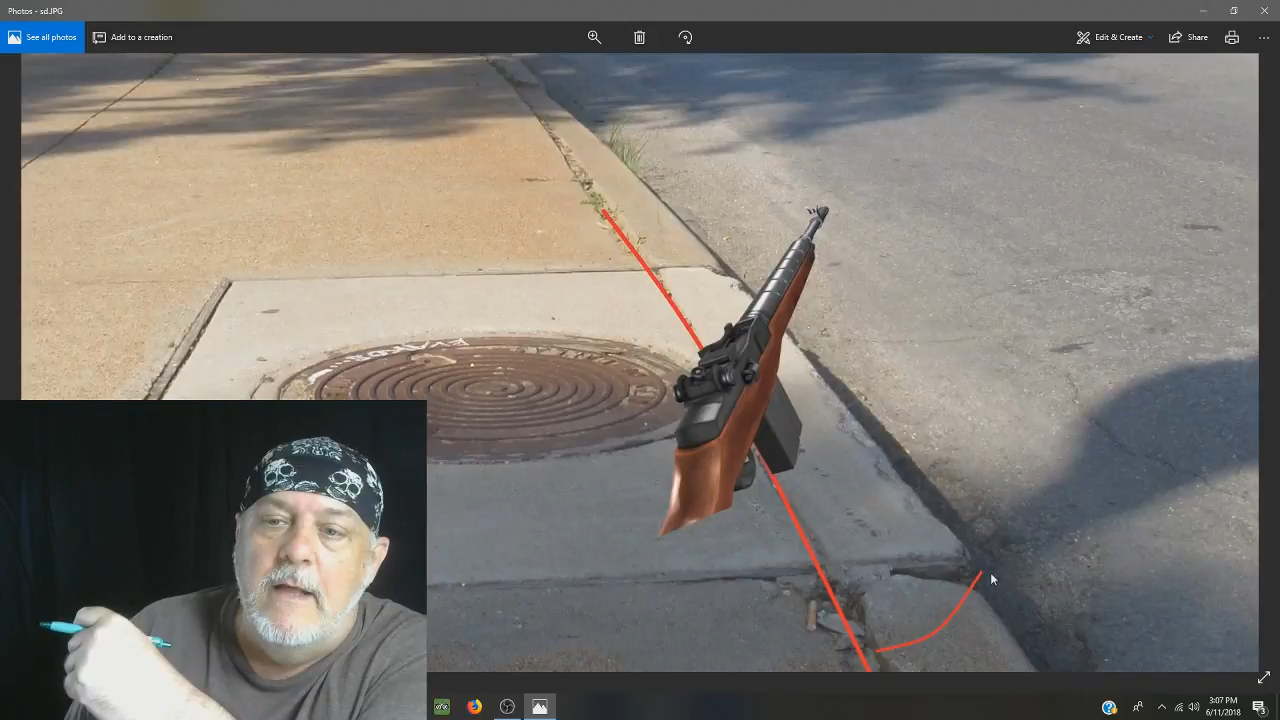 Photos - sd.JPG
See all photos
Add to a creation
Edit & Create
Share
3:07 PM
6/11/2018